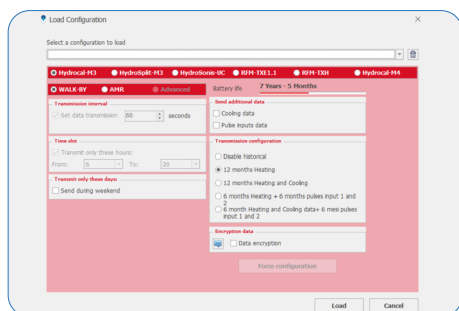 Load Configuration
Select a configuration to load
Hydrocal-M3 HydroSplit-M3 HydroSonis-UC RFM-TXE1.1 RFM-TXH Hydrocal-M4
WALK-BY AMR Advanced Battery life 7 Years - 5 Months
Transmission interval
Set data transmission 60 seconds
Time slot
Transmit only these hours:
From: 6 To: 20
Transmit only these days:
Send during weekend
Send additional data
Cooling data
Pulse inputs data
Transmission configuration
Disable historical
12 months Heating
12 months Heating and Cooling
6 months Heating + 6 months pulses input 1 and
2
6 month Heating and Cooling data+ 6 mesi pulses
input 1 and 2
Encryption data
Data encryption
Force configuration
Load Cancel